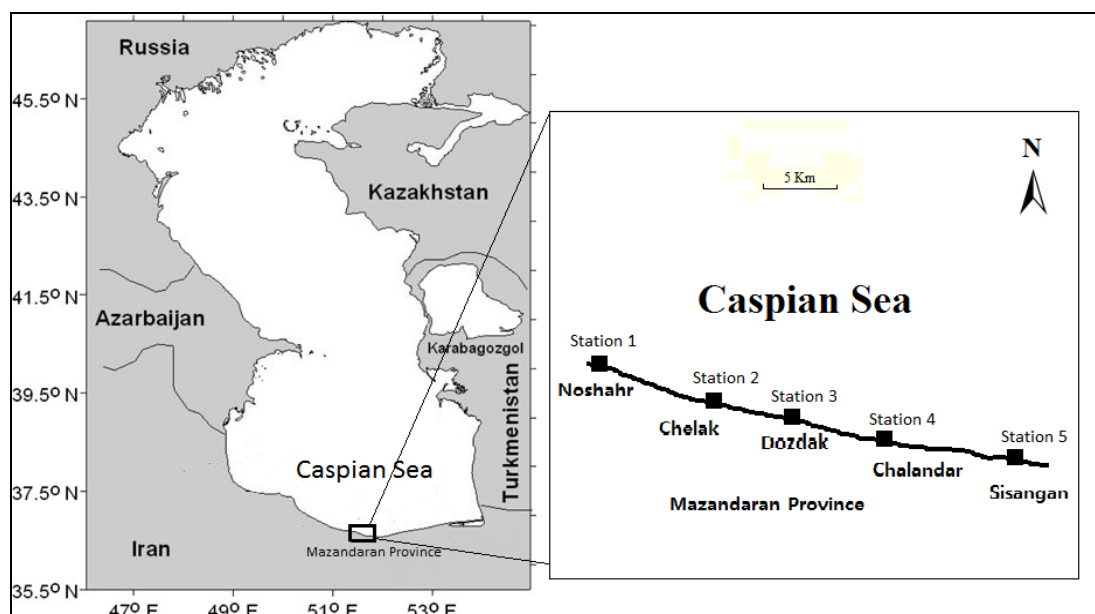 Russia
45.5° N
Kazakhstan
43.5° N
41.5° N
Azarbaijan
Karabagozgol
39.5° N
Turkmenistan
Caspian Sea
37.5° N
Iran
Mazandaran Province
35.5° N
47° E
49° E
51° E
53° E
N
5 Km
Caspian Sea
Station 1
Noshahr
Station 2
Chelak
Station 3
Dozdak
Station 4
Chalandar
Station 5
Sisangan
Mazandaran Province